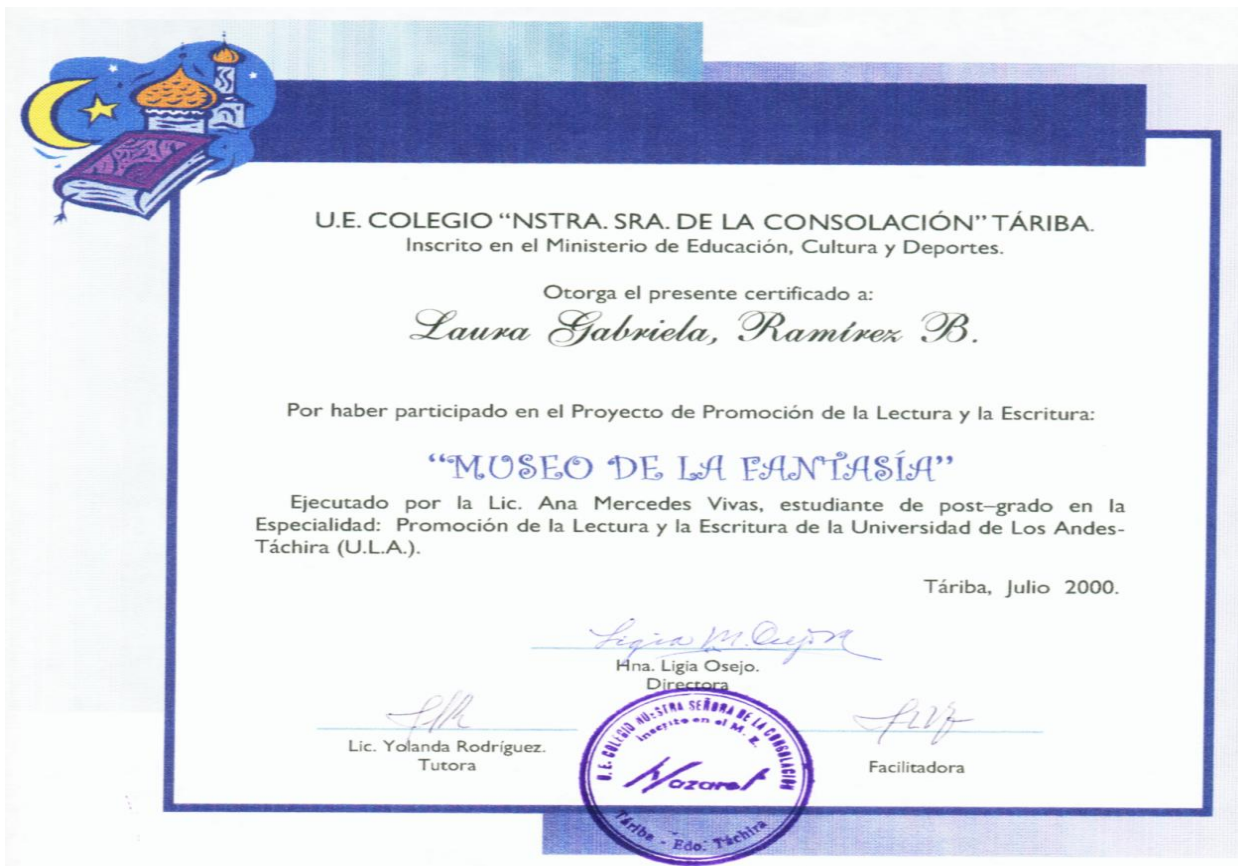 U.E. COLEGIO “NSTRA. SRA. DE LA CONSOLACIÓN” TÁRIBA.
Inscrito en el Ministerio de Educación, Cultura y Deportes.
Otorga el presente certificado a:
Laura Gabriela, Ramírez B.
Por haber participado en el Proyecto de Promoción de la Lectura y la Escritura:
“MUSEO DE LA FANTASÍA”
Ejecutado por la Lic. Ana Mercedes Vivas, estudiante de post–grado en la
Especialidad: Promoción de la Lectura y la Escritura de la Universidad de Los Andes-
Táchira (U.L.A.).
Táriba, Julio 2000.
Ligia M. Osejo
Hna. Ligia Osejo.
Directora
Lic. Yolanda Rodríguez.
Tutora
Facilitadora
U.E. COLEGIO NUESTRA SEÑORA DE LA CONSOLACIÓN
inscrito en el M. E.
Nazaret
Táriba - Edo. Táchira